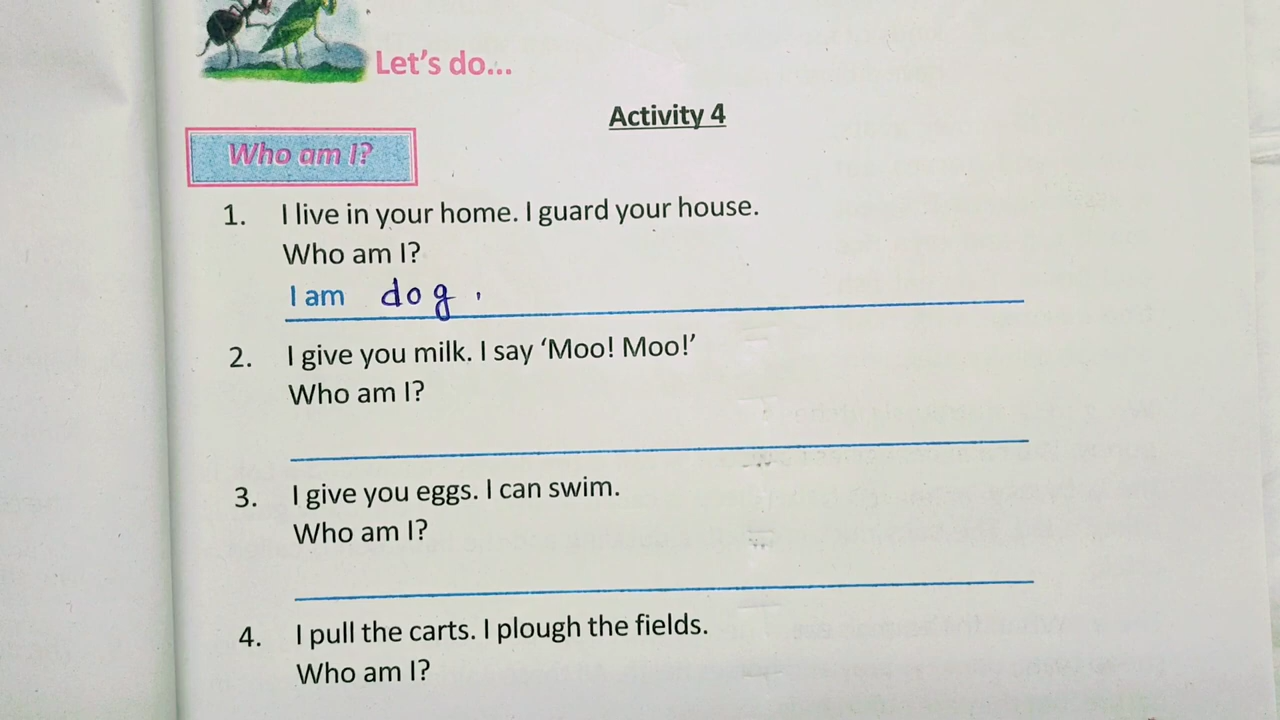 Let's do...
Activity 4
Who am I?
1. I live in your home. I guard your house.
Who am I?
I am dog.
2. I give you milk. I say ‘Moo! Moo!’
Who am I?
3. I give you eggs. I can swim.
Who am I?
4. I pull the carts. I plough the fields.
Who am I?